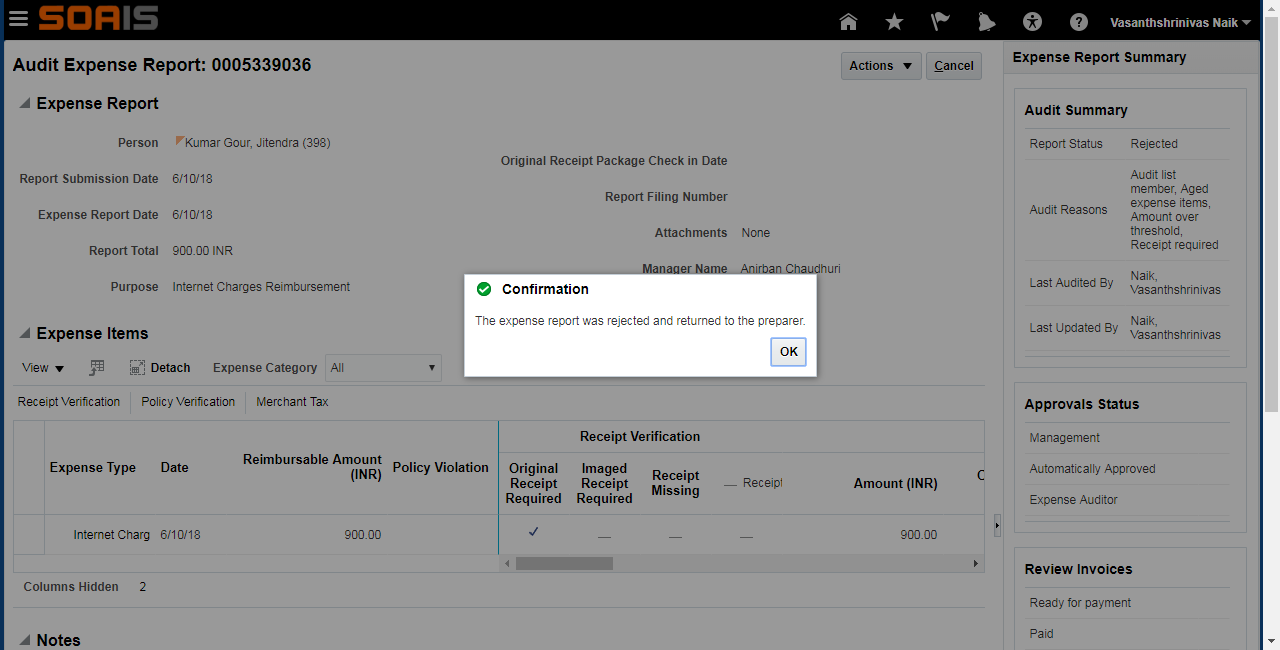 SOAIS
Vasanthshrinivas Naik
Audit Expense Report: 0005339036
Actions
Cancel
Expense Report
Person Kumar Gour, Jitendra (398)
Report Submission Date 6/10/18
Expense Report Date 6/10/18
Report Total 900.00 INR
Purpose Internet Charges Reimbursement
Original Receipt Package Check in Date
Report Filing Number
Attachments None
Manager Name Anirban Chaudhuri
Confirmation
The expense report was rejected and returned to the preparer.
OK
Expense Items
View
Detach
Expense Category All
Receipt Verification
Policy Verification
Merchant Tax
Expense Type
Date
Reimbursable Amount
(INR)
Policy Violation
Receipt Verification
Original
Receipt
Required
Imaged
Receipt
Required
Receipt
Missing
Receipt
Amount (INR)
Internet Charg 6/10/18 900.00 900.00
Columns Hidden 2
Notes
Expense Report Summary
Audit Summary
Report Status Rejected
Audit Reasons
Audit list
member, Aged
expense items,
Amount over
threshold,
Receipt required
Last Audited By
Naik,
Vasanthshrinivas
Last Updated By
Naik,
Vasanthshrinivas
Approvals Status
Management
Automatically Approved
Expense Auditor
Review Invoices
Ready for payment
Paid